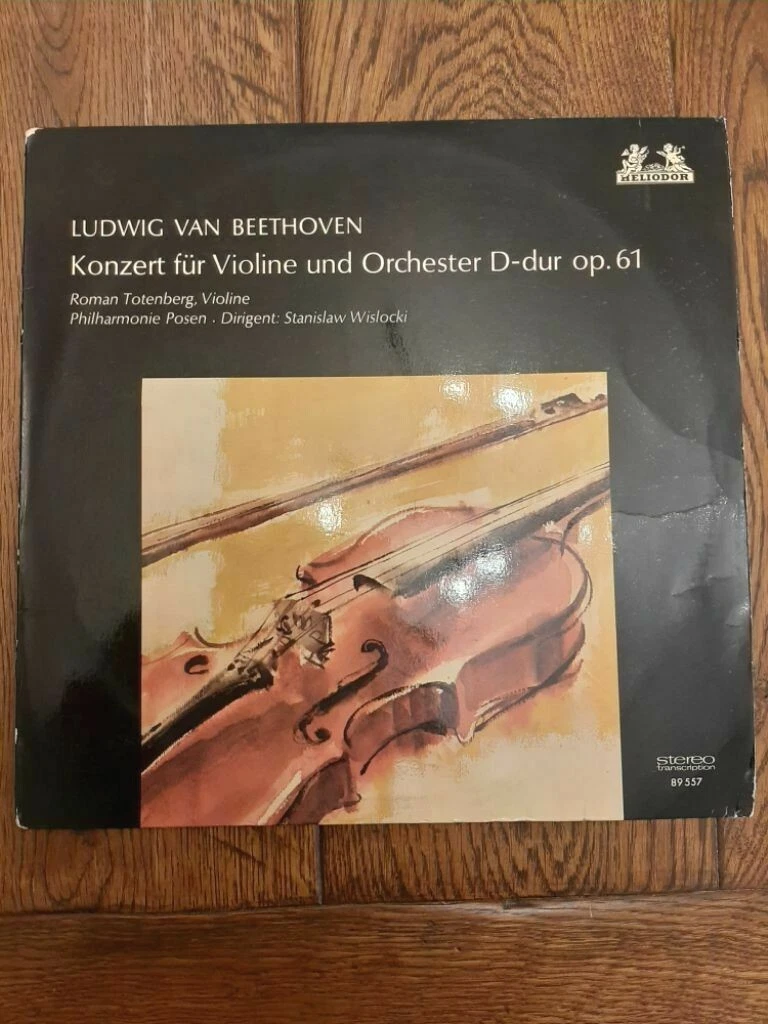 HELIODOR
LUDWIG VAN BEETHOVEN
Konzert für Violine und Orchester D-dur op. 61
Roman Totenberg, Violine
Philharmonie Posen · Dirigent: Stanislaw Wislocki
stereo
transcription
89 557